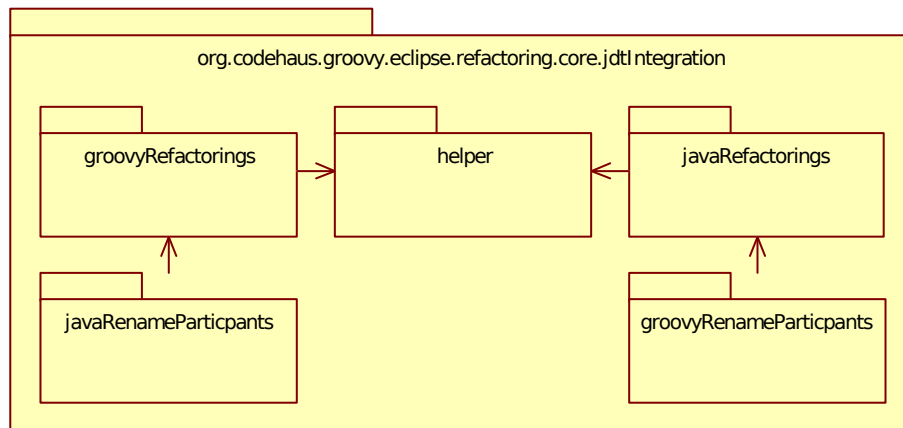 org.codehaus.groovy.eclipse.refactoring.core.jdtIntegration
groovyRefactorings
helper
javaRefactorings
javaRenameParticpants
groovyRenameParticpants